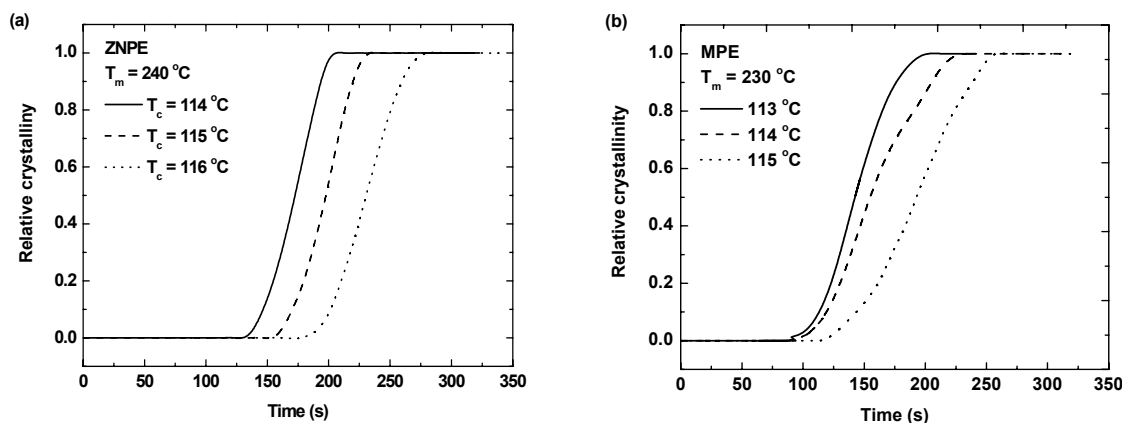 (a)
ZNPE
Tm = 240 °C
Tc = 114 °C
Tc = 115 °C
Tc = 116 °C
Relative crystalliny
1.0
0.8
0.6
0.4
0.2
0.0
0 50 100 150 200 250 300 350
Time (s)
(b)
MPE
Tm = 230 °C
113 °C
114 °C
115 °C
Relative crystallinity
1.0
0.8
0.6
0.4
0.2
0.0
0 50 100 150 200 250 300 350
Time (s)